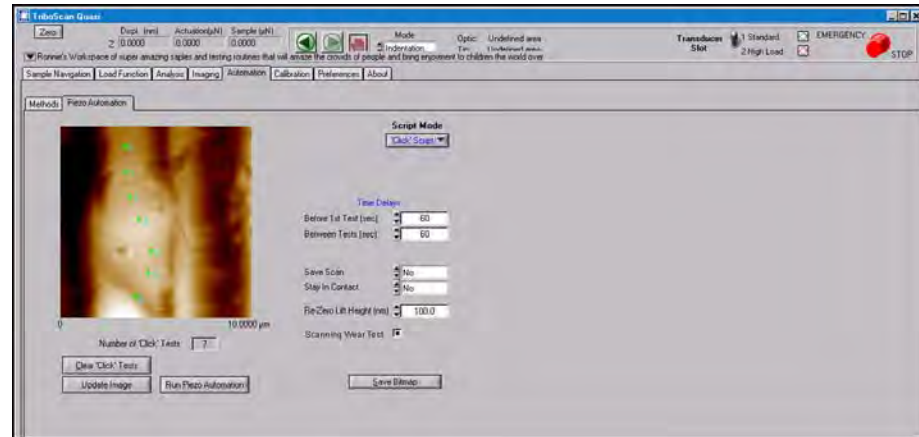 TriboScan Quasi
Zero
Displ. (nm) Actuation(µN) Sample (µN)
Z 0.0000 0.0000 0.0000
Mode
Indentation
Optic: Undefined area
Tip: Undefined area
Transducer
Slot
1 Standard
2 High Load
EMERGENCY
STOP
Ronnie's Workspace of super amazing saples and testing routines that will amaze the crowds of people and bring enjoyment to children the world over
Sample Navigation Load Function Analysis Imaging Automation Calibration Preferences About
Methods Piezo Automation
Script Mode
'Click' Script
Time Delays
Before 1st Test (sec) 60
Between Tests (sec) 60
Save Scan No
Stay In Contact No
Re-Zero Lift Height (nm) 100.0
Scanning Wear Test
0 10.0000 µm
Number of 'Click' Tests 7
Clear 'Click' Tests
Update Image Run Piezo Automation
Save Bitmap